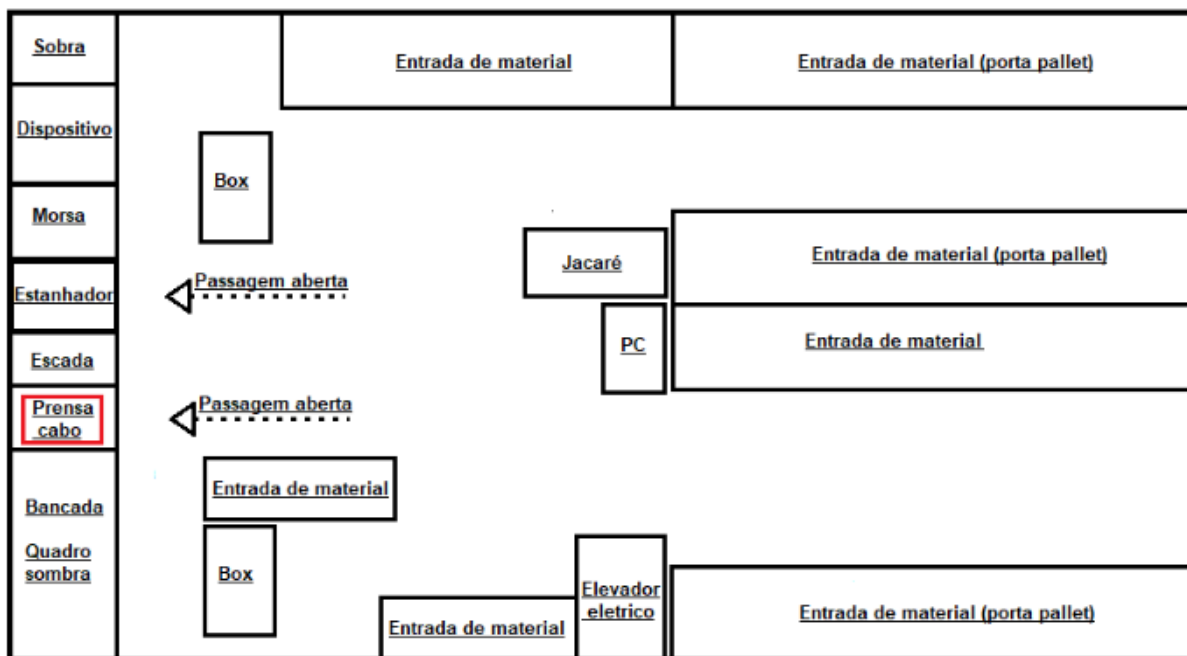 Sobra
Entrada de material
Entrada de material (porta pallet)
Dispositivo
Box
Morsa
Jacaré
Entrada de material (porta pallet)
Estanhador
Passagem aberta
PC
Entrada de material
Escada
Prensa
cabo
Passagem aberta
Entrada de material
Bancada
Quadro
sombra
Box
Elevador
eletrico
Entrada de material
Entrada de material (porta pallet)